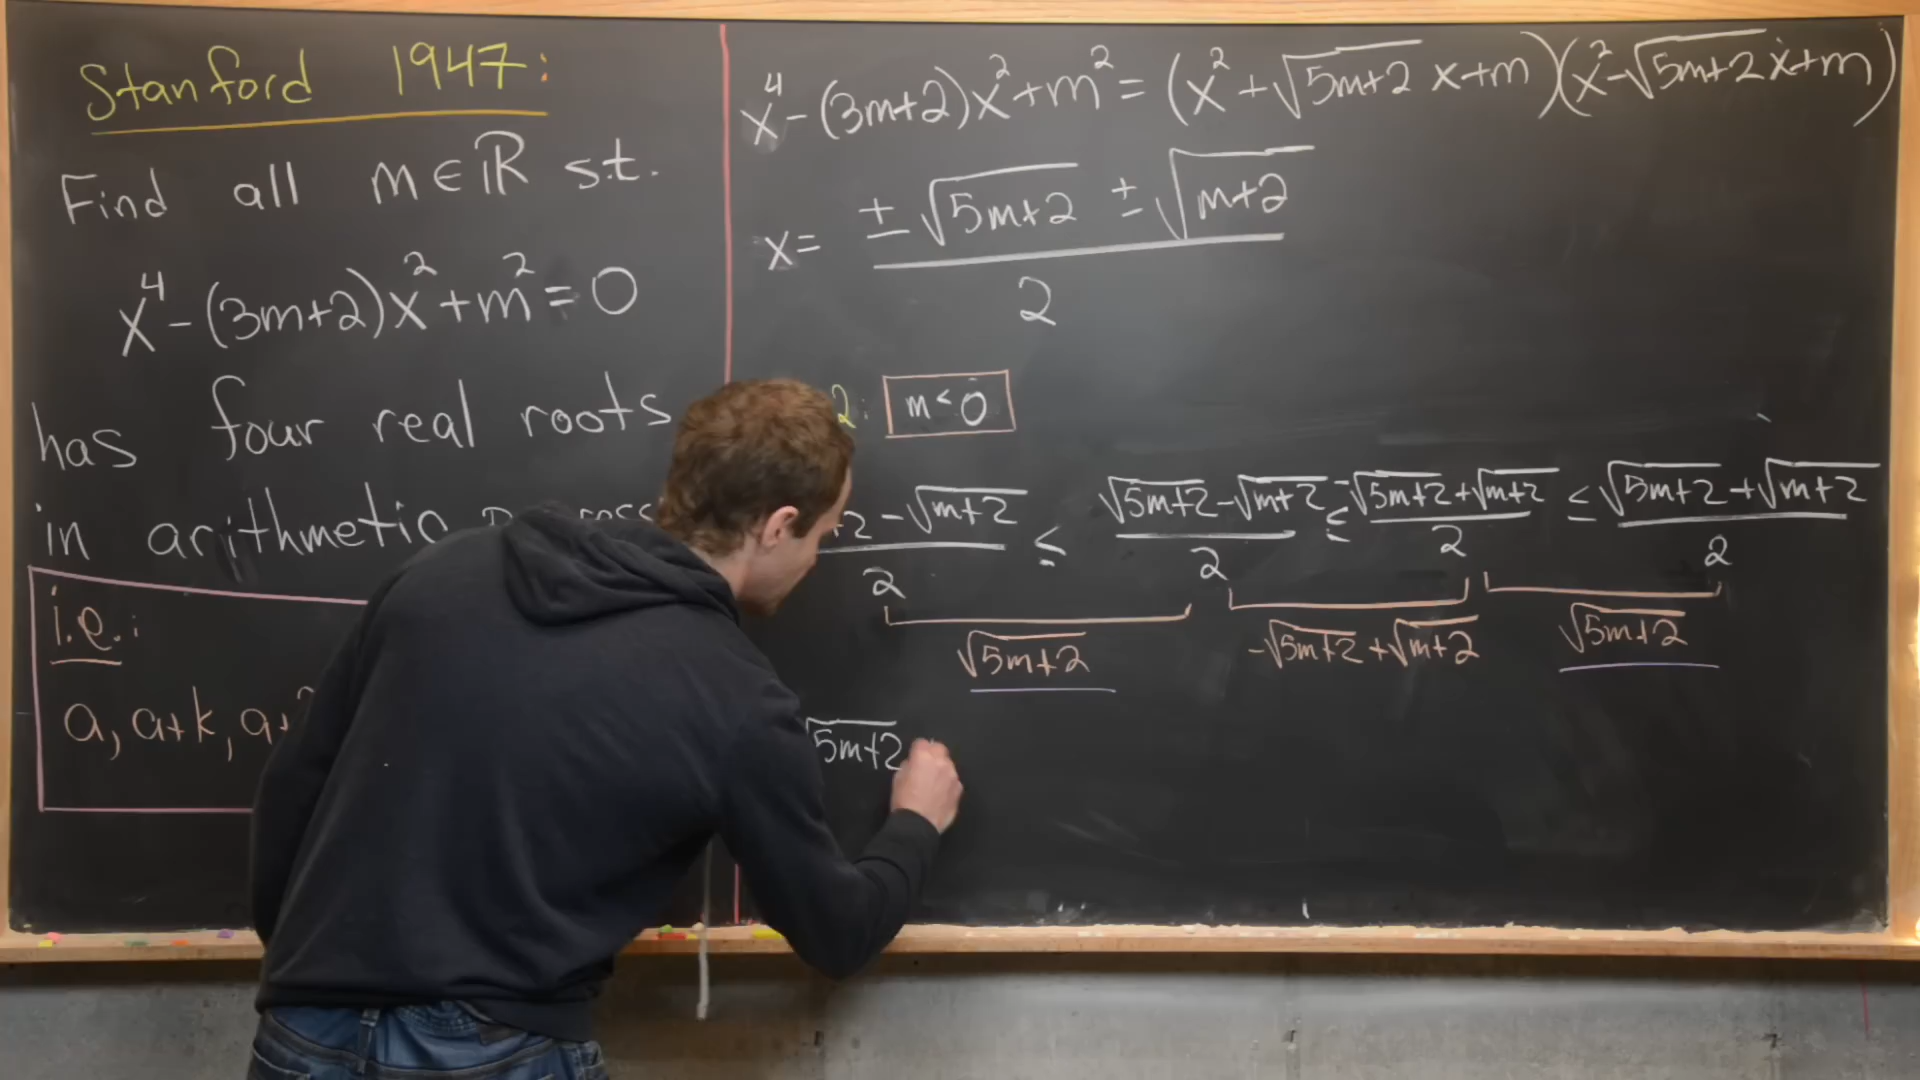 Stanford 1947:
Find all m∈ℝ s.t.
x⁴-(3m+2)x²+m²=0
has four real roots
in arithmetic
i.e.:
a, a+k, a+
x⁴-(3m+2)x²+m²=(x²+√(5m+2) x+m)(x²-√(5m+2) x+m)
x= (±√(5m+2) ±√(m+2))/2
2: m<0
+2 -√(m+2) / 2 ≤ (√(5m+2)-√(m+2))/2 ≤ (-√(5m+2)+√(m+2))/2 ≤ (√(5m+2)+√(m+2))/2
√(5m+2) -√(5m+2)+√(m+2) √(5m+2)
√(5m+2)